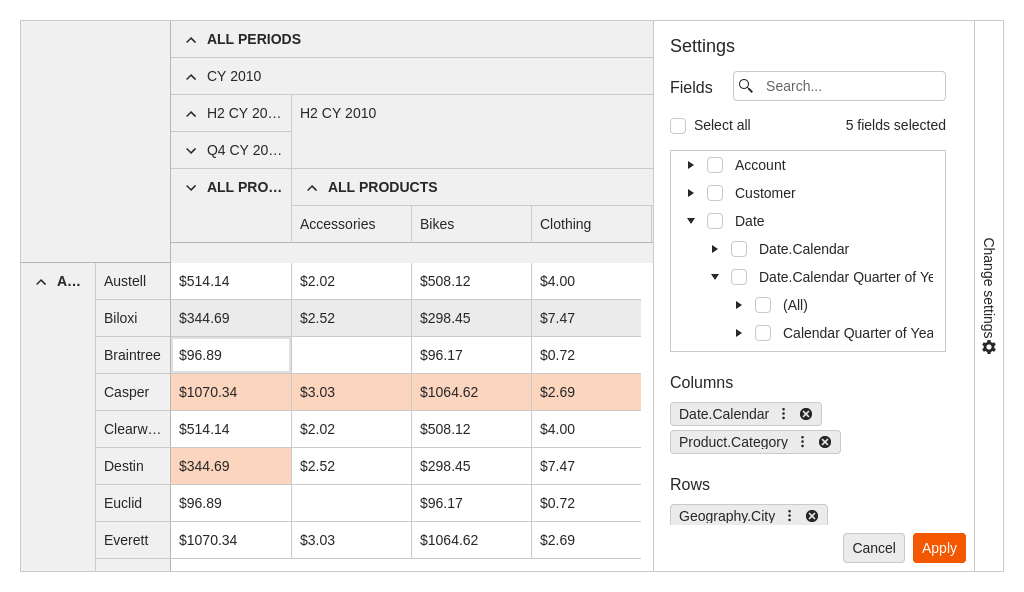 ALL PERIODS
CY 2010
H2 CY 20… H2 CY 2010
Q4 CY 20…
ALL PRO… ALL PRODUCTS
Accessories Bikes Clothing
A… Austell $514.14 $2.02 $508.12 $4.00
Biloxi $344.69 $2.52 $298.45 $7.47
Braintree $96.89 $96.17 $0.72
Casper $1070.34 $3.03 $1064.62 $2.69
Clearw… $514.14 $2.02 $508.12 $4.00
Destin $344.69 $2.52 $298.45 $7.47
Euclid $96.89 $96.17 $0.72
Everett $1070.34 $3.03 $1064.62 $2.69
Settings
Fields Search...
Select all 5 fields selected
Account
Customer
Date
Date.Calendar
Date.Calendar Quarter of Ye
(All)
Calendar Quarter of Yea
Columns
Date.Calendar
Product.Category
Rows
Geography.City
Cancel Apply
Change settings